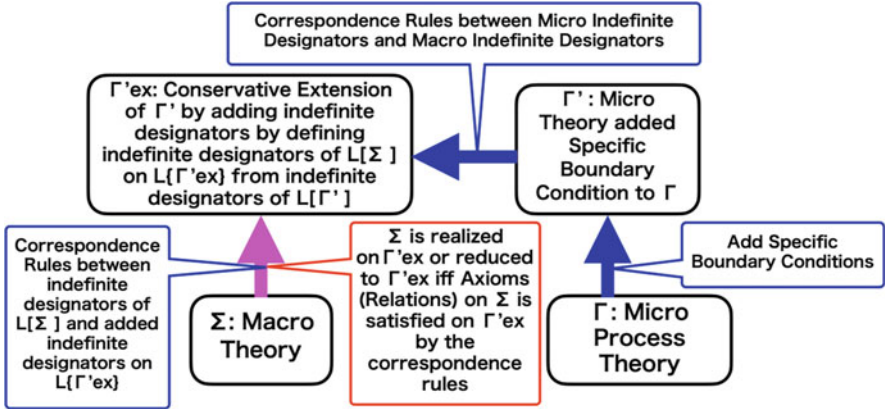 Correspondence Rules between Micro Indefinite
Designators and Macro Indefinite Designators
Γ'ex: Conservative Extension
of Γ' by adding indefinite
designators by defining
indefinite designators of L[Σ]
on L{Γ'ex} from indefinite
designators of L[Γ']
Γ': Micro
Theory added
Specific
Boundary
Condition to Γ
Correspondence
Rules between
indefinite
designators of
L[Σ] and added
indefinite
designators on
L{Γ'ex}
Σ is realized
on Γ'ex or reduced
to Γ'ex iff Axioms
(Relations) on Σ is
satisfied on Γ'ex
by the
correspondence
rules
Add Specific
Boundary Conditions
Σ: Macro
Theory
Γ: Micro
Process
Theory